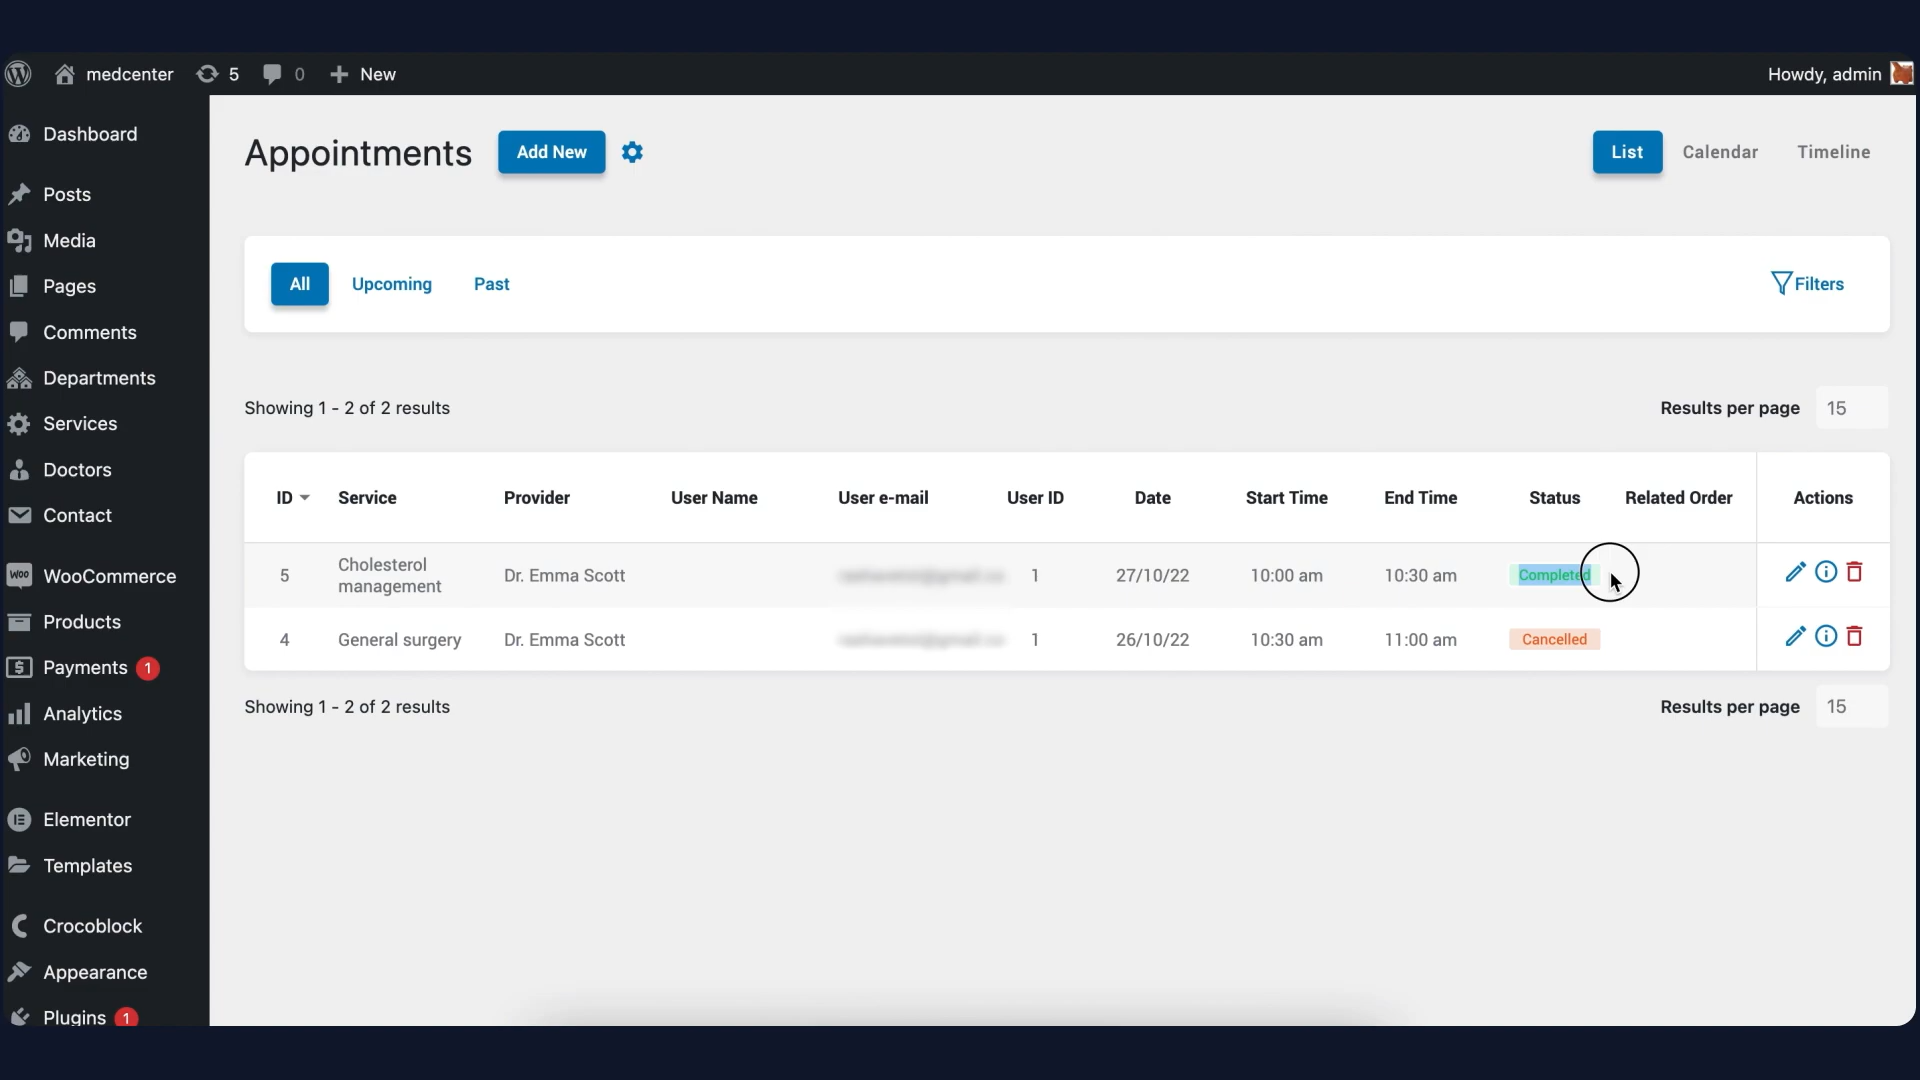 medcenter 5 0 New Howdy, admin
Dashboard
Posts
Media
Pages
Comments
Departments
Services
Doctors
Contact
WooCommerce
Products
Payments 1
Analytics
Marketing
Elementor
Templates
Crocoblock
Appearance
Plugins 1
Appointments Add New List Calendar Timeline
All Upcoming Past Filters
Showing 1 - 2 of 2 results Results per page 15
ID Service Provider User Name User e-mail User ID Date Start Time End Time Status Related Order Actions
5 Cholesterol management Dr. Emma Scott 1 27/10/22 10:00 am 10:30 am Completed
4 General surgery Dr. Emma Scott 1 26/10/22 10:30 am 11:00 am Cancelled
Showing 1 - 2 of 2 results Results per page 15